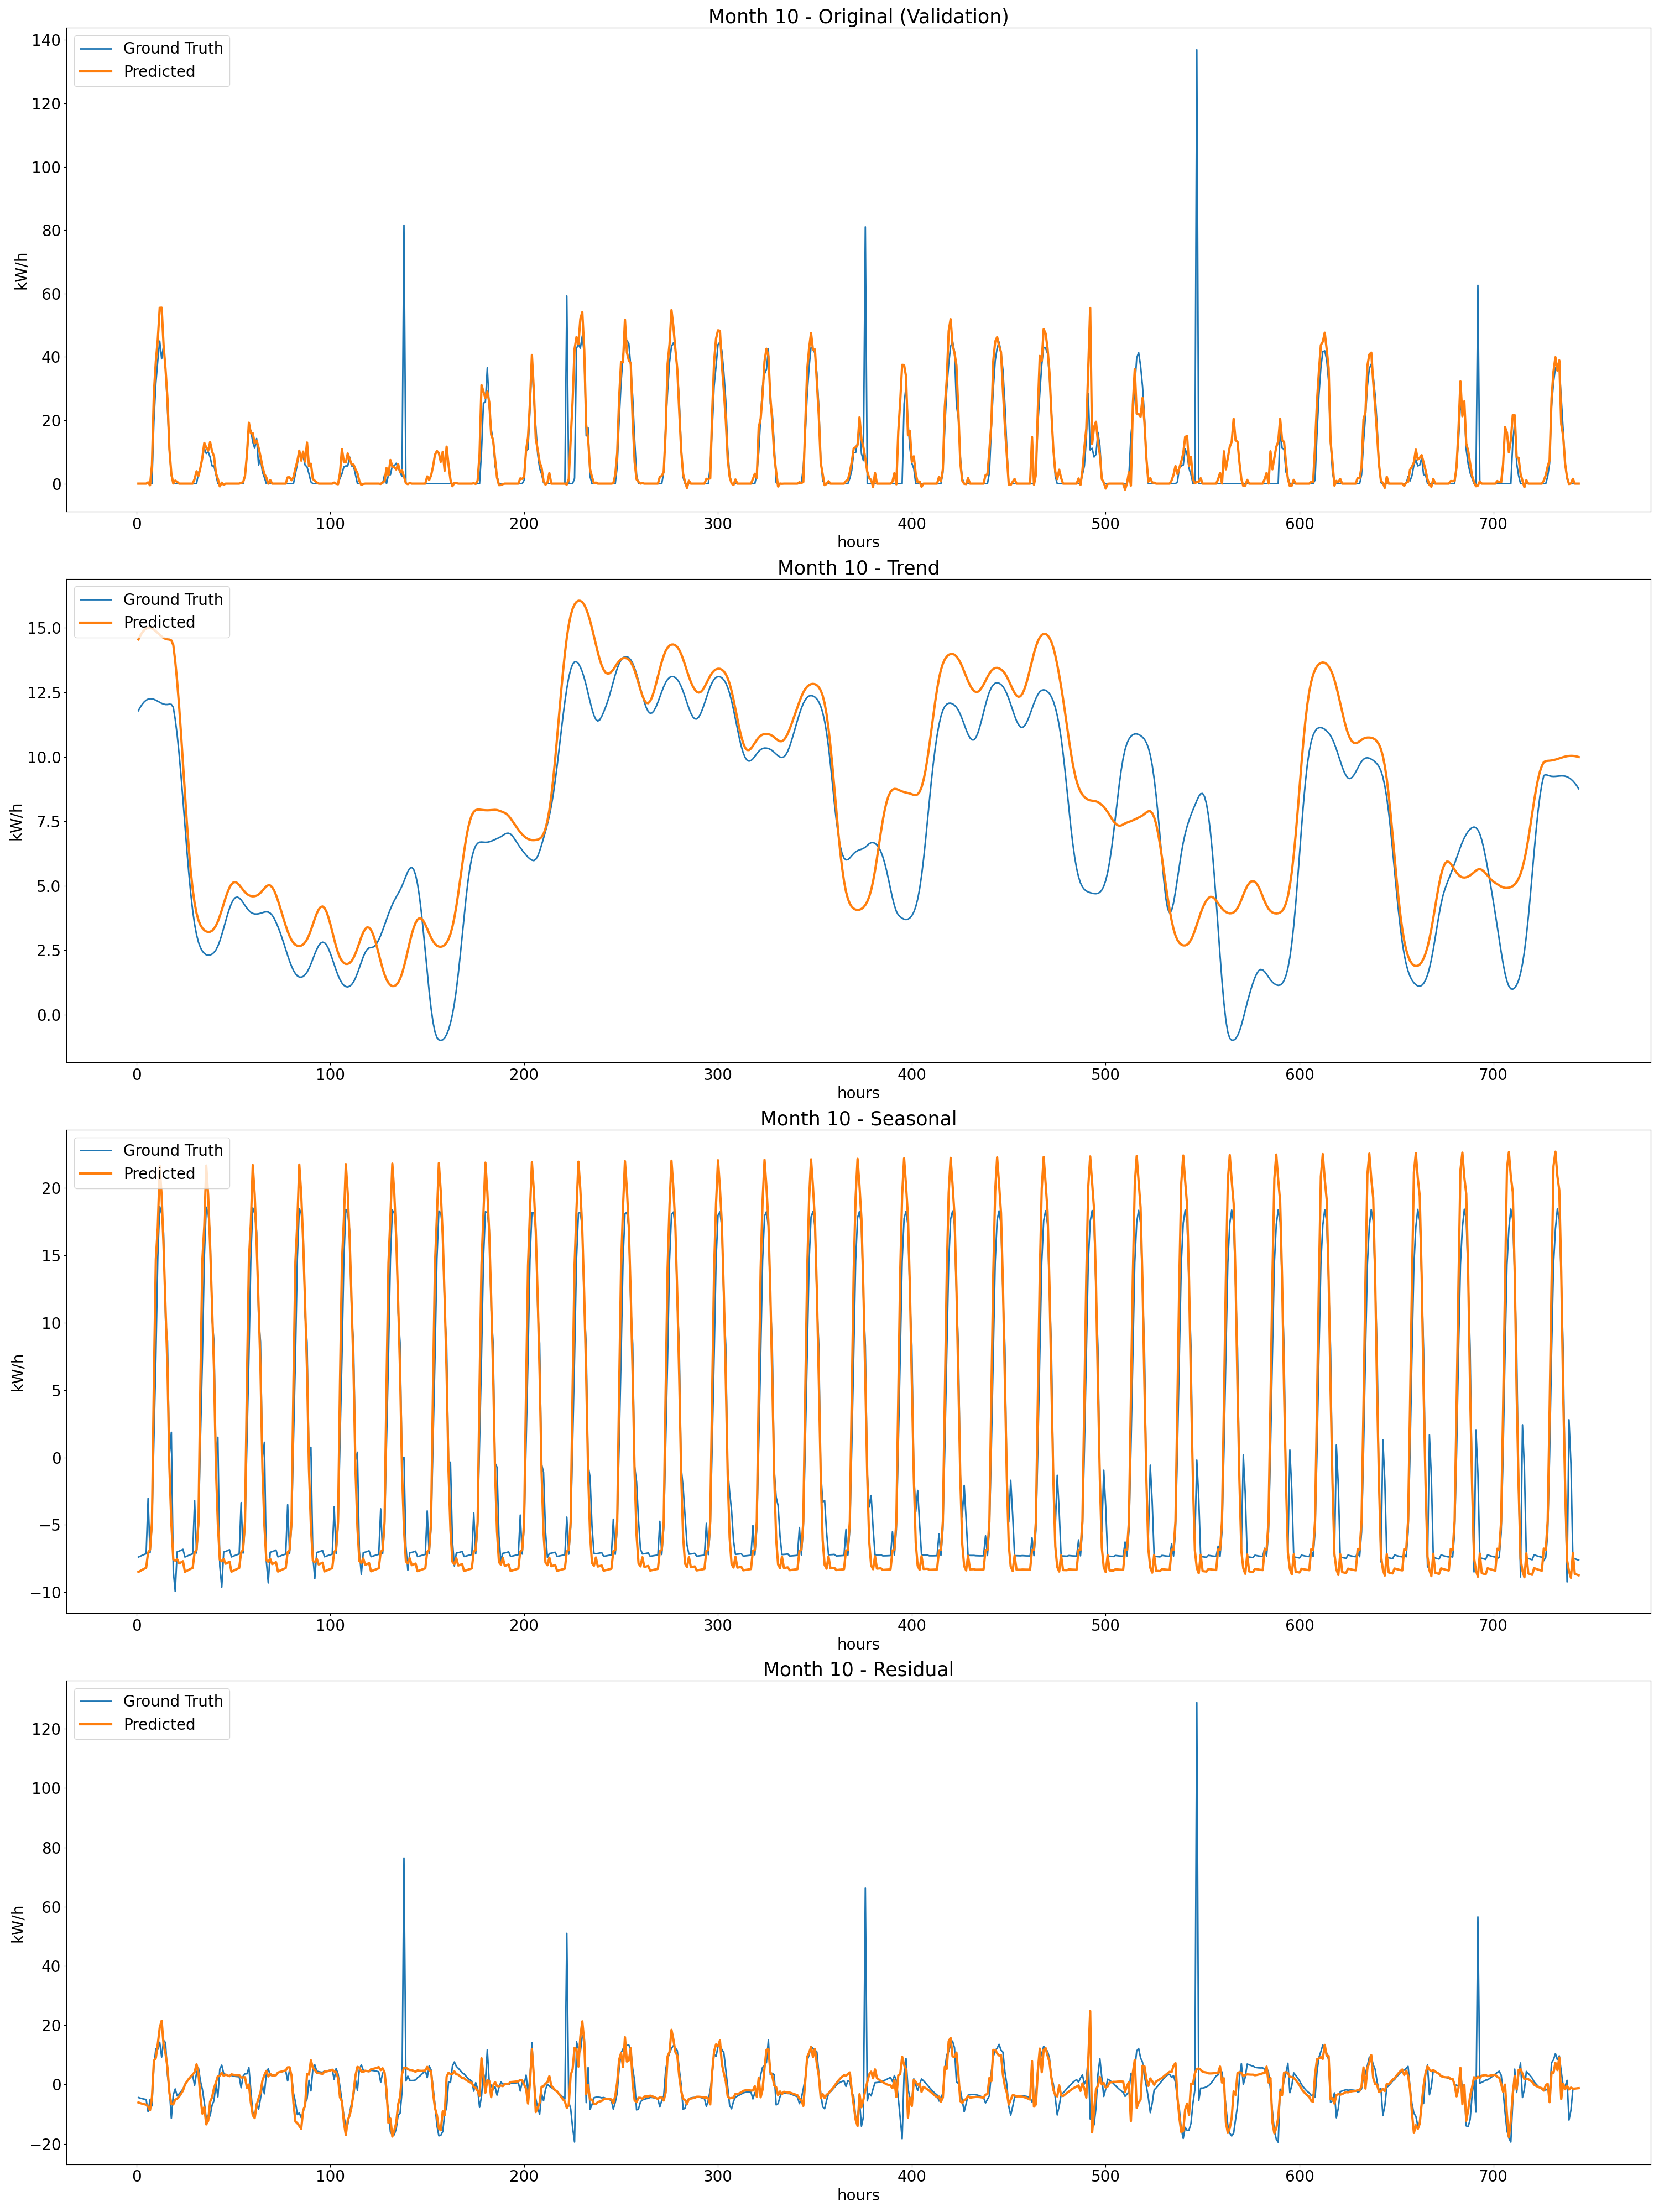 Month 10 - Original (Validation)
Ground Truth
Predicted
kW/h
140
120
100
80
60
40
20
0
0 100 200 300 400 500 600 700
hours
Month 10 - Trend
Ground Truth
Predicted
kW/h
15.0
12.5
10.0
7.5
5.0
2.5
0.0
0 100 200 300 400 500 600 700
hours
Month 10 - Seasonal
Ground Truth
Predicted
kW/h
20
15
10
5
0
−5
−10
0 100 200 300 400 500 600 700
hours
Month 10 - Residual
Ground Truth
Predicted
kW/h
120
100
80
60
40
20
0
−20
0 100 200 300 400 500 600 700
hours